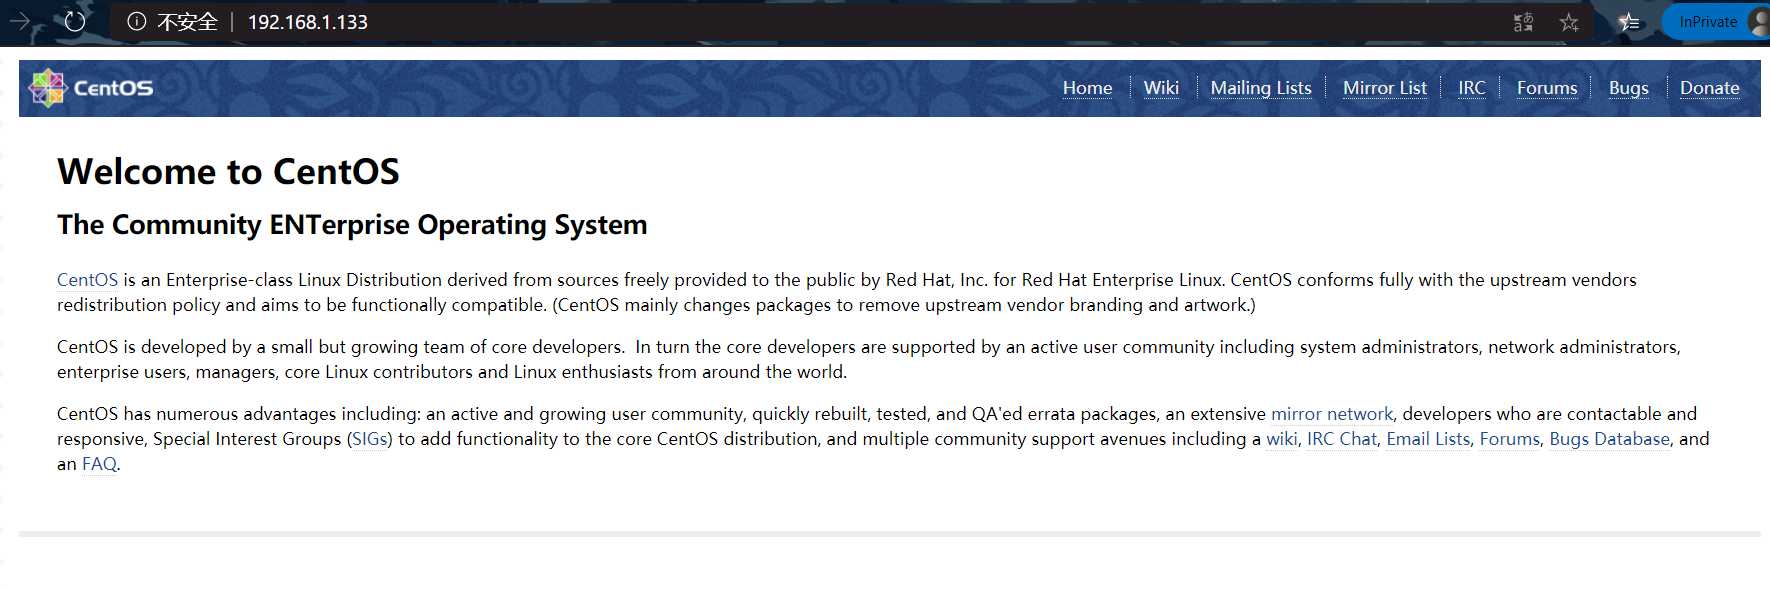 不安全 | 192.168.1.133
InPrivate
CentOS
Home Wiki Mailing Lists Mirror List IRC Forums Bugs Donate
Welcome to CentOS
The Community ENTerprise Operating System
CentOS is an Enterprise-class Linux Distribution derived from sources freely provided to the public by Red Hat, Inc. for Red Hat Enterprise Linux. CentOS conforms fully with the upstream vendors
redistribution policy and aims to be functionally compatible. (CentOS mainly changes packages to remove upstream vendor branding and artwork.)
CentOS is developed by a small but growing team of core developers.  In turn the core developers are supported by an active user community including system administrators, network administrators,
enterprise users, managers, core Linux contributors and Linux enthusiasts from around the world.
CentOS has numerous advantages including: an active and growing user community, quickly rebuilt, tested, and QA'ed errata packages, an extensive mirror network, developers who are contactable and
responsive, Special Interest Groups (SIGs) to add functionality to the core CentOS distribution, and multiple community support avenues including a wiki, IRC Chat, Email Lists, Forums, Bugs Database, and
an FAQ.